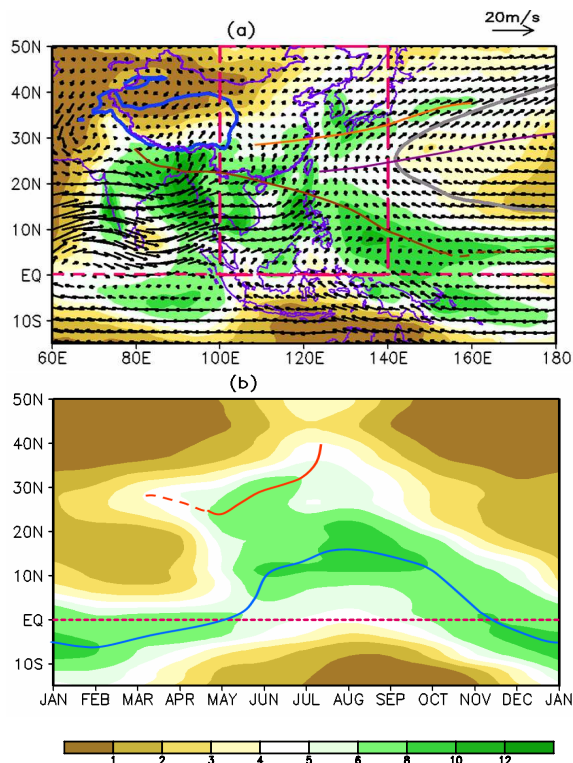 (a)
20m/s
50N
40N
30N
20N
10N
EQ
10S
60E 80E 100E 120E 140E 160E 180
(b)
50N
40N
30N
20N
10N
EQ
10S
JAN FEB MAR APR MAY JUN JUL AUG SEP OCT NOV DEC JAN
1 2 3 4 5 6 8 10 12